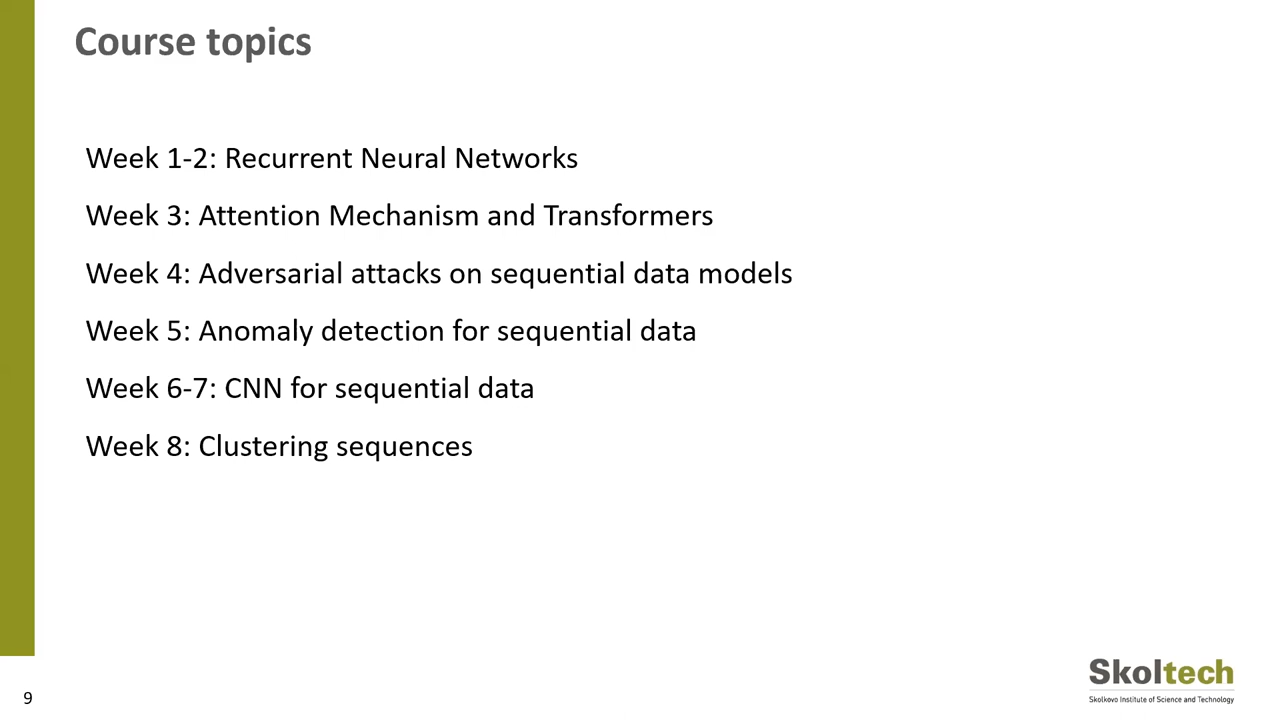 Course topics
Week 1-2: Recurrent Neural Networks
Week 3: Attention Mechanism and Transformers
Week 4: Adversarial attacks on sequential data models
Week 5: Anomaly detection for sequential data
Week 6-7: CNN for sequential data
Week 8: Clustering sequences
Skoltech
Skolkovo Institute of Science and Technology
9